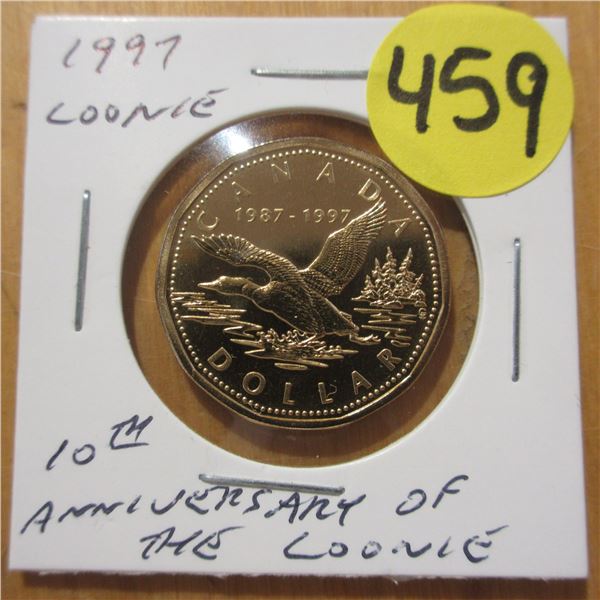 1997
LOONIE
459
CANADA
1987-1997
DOLLAR
10TH
ANNIVERSARY OF
THE LOONIE